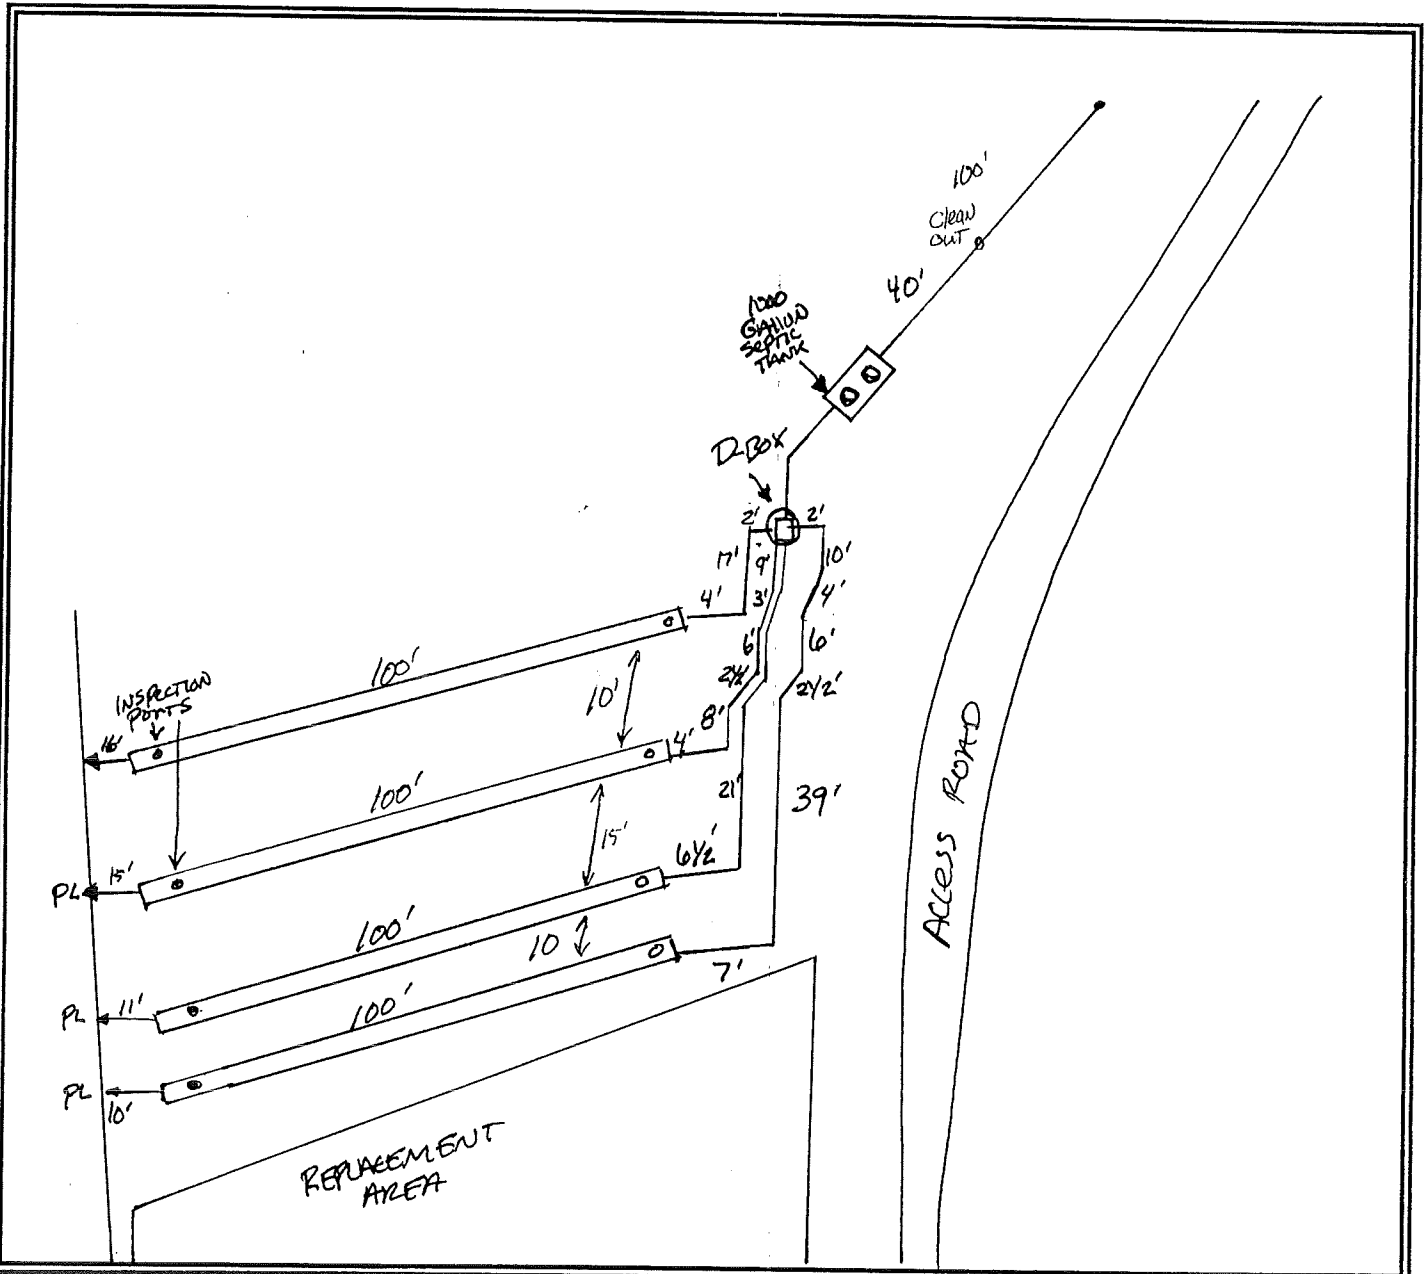 100'
Clean
OUT
40'
1000
GALLON
SEPTIC
TANK
D-BOX
2'
2'
17'
9'
10'
4'
3'
4'
6'
6'
2½'
2½'
100'
10'
INSPECTION
PORTS
16'
8'
4'
100'
21'
39'
15'
6½'
PL
15'
ACCESS ROAD
100'
10
7'
PL
11'
100'
PL
10'
REPLACEMENT
AREA